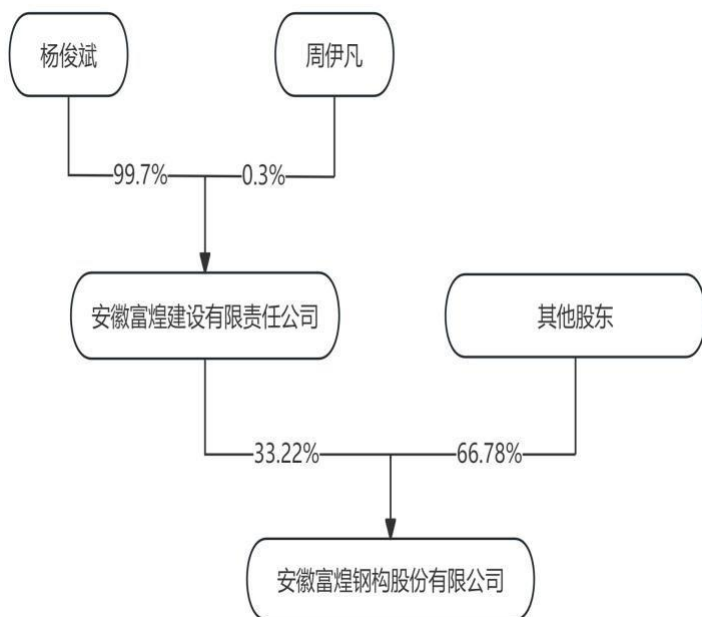 杨俊斌
周伊凡
99.7%
0.3%
安徽富煌建设有限责任公司
其他股东
33.22%
66.78%
安徽富煌钢构股份有限公司